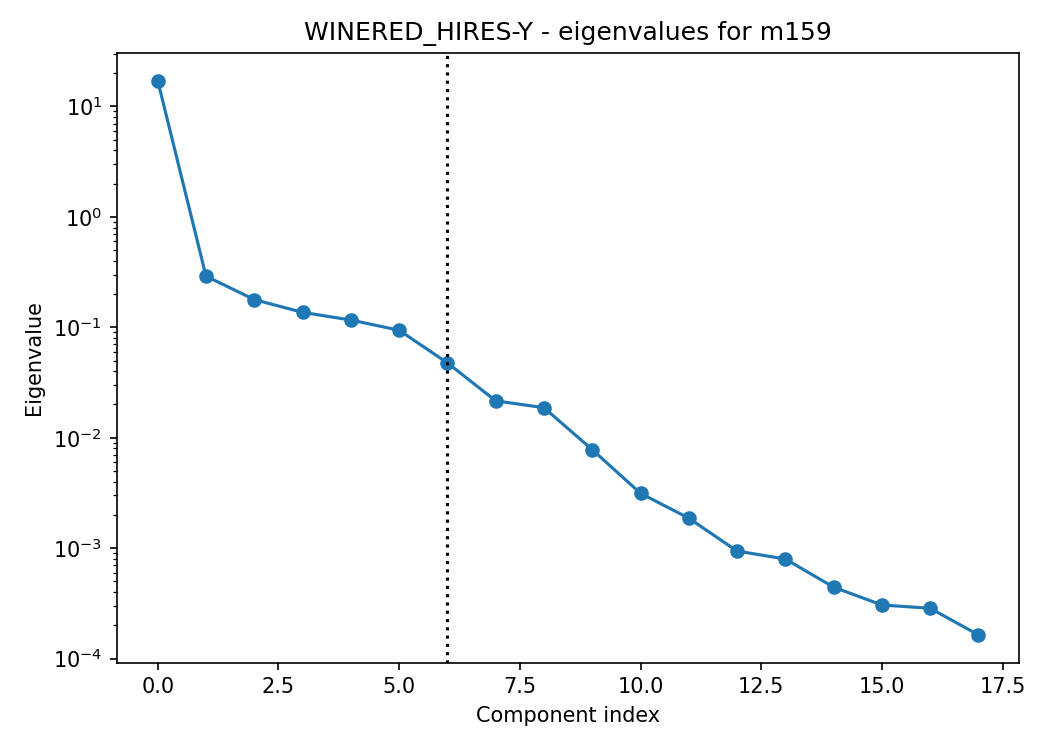 WINERED_HIRES-Y - eigenvalues for m159
Eigenvalue
10¹
10⁰
10⁻¹
10⁻²
10⁻³
10⁻⁴
0.0 2.5 5.0 7.5 10.0 12.5 15.0 17.5
Component index